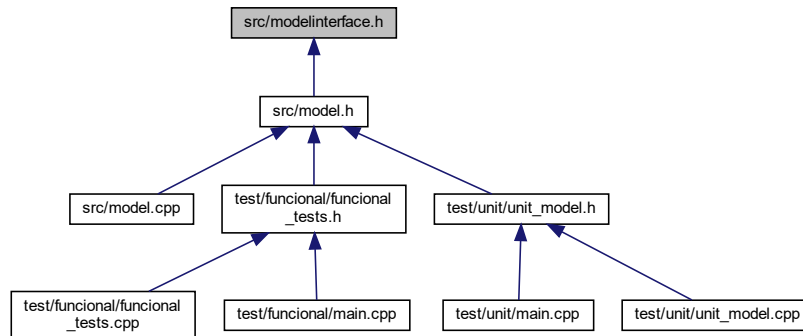 src/modelinterface.h
src/model.h
src/model.cpp
test/funcional/funcional
_tests.h
test/unit/unit_model.h
test/funcional/funcional
_tests.cpp
test/funcional/main.cpp
test/unit/main.cpp
test/unit/unit_model.cpp